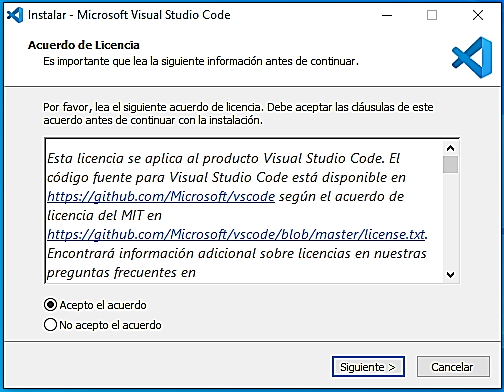 Instalar - Microsoft Visual Studio Code
Acuerdo de Licencia
Es importante que lea la siguiente información antes de continuar.
Por favor, lea el siguiente acuerdo de licencia. Debe aceptar las cláusulas de este
acuerdo antes de continuar con la instalación.
Esta licencia se aplica al producto Visual Studio Code. El
código fuente para Visual Studio Code está disponible en
https://github.com/Microsoft/vscode según el acuerdo de
licencia del MIT en
https://github.com/Microsoft/vscode/blob/master/license.txt.
Encontrará información adicional sobre licencias en nuestras
preguntas frecuentes en
Acepto el acuerdo
No acepto el acuerdo
Siguiente >
Cancelar